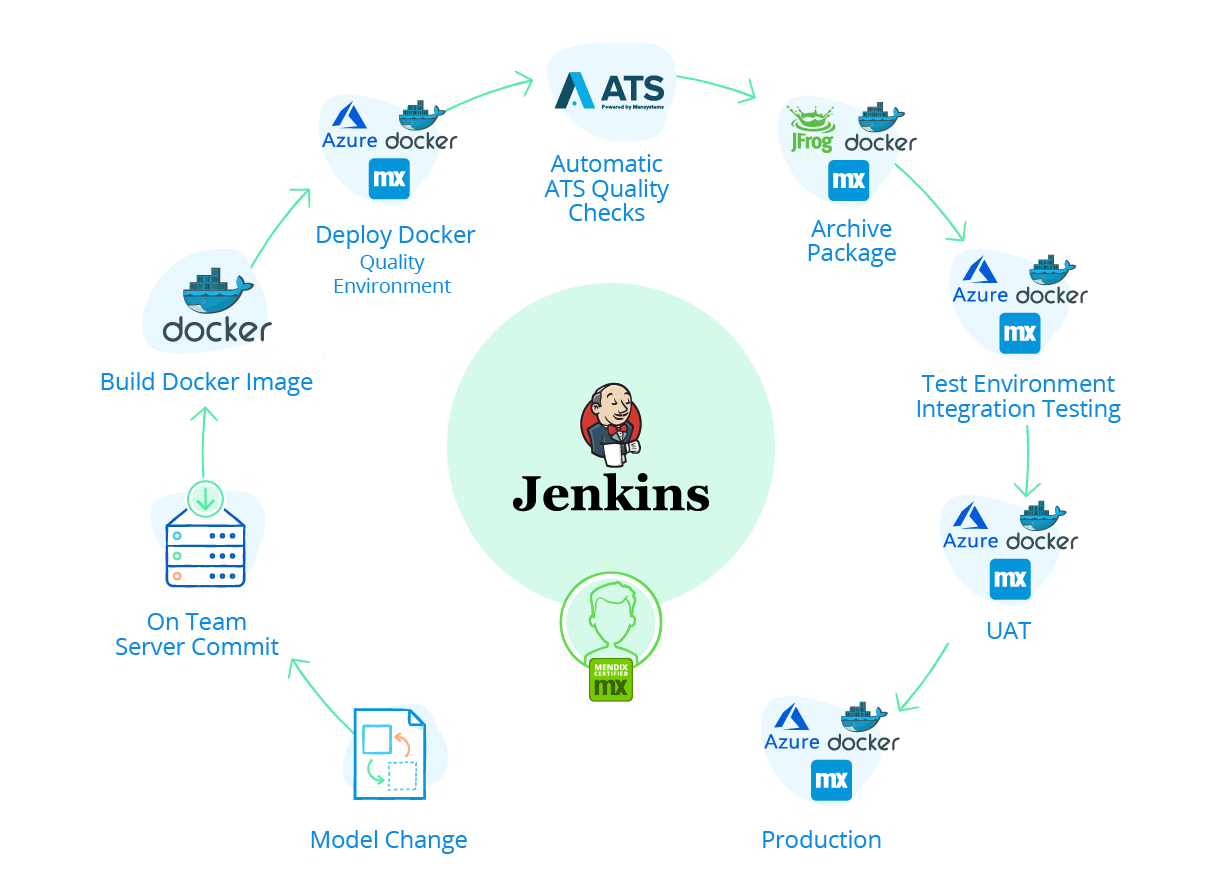 ATS
Powered by Mansystems
Automatic
ATS Quality
Checks
Azure
docker
mx
Deploy Docker
Quality
Environment
JFrog
docker
mx
Archive
Package
docker
Build Docker Image
Azure
docker
mx
Test Environment
Integration Testing
Jenkins
On Team
Server Commit
Azure
docker
mx
UAT
MENDIX
CERTIFIED
mx
Model Change
Azure
docker
mx
Production